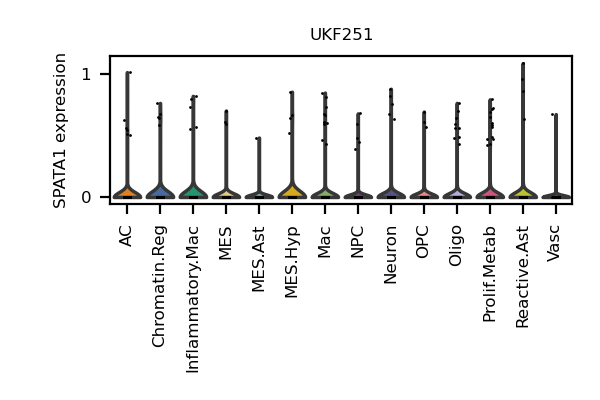 UKF251
SPATA1 expression
1
0
AC
Chromatin.Reg
Inflammatory.Mac
MES
MES.Ast
MES.Hyp
Mac
NPC
Neuron
OPC
Oligo
Prolif.Metab
Reactive.Ast
Vasc